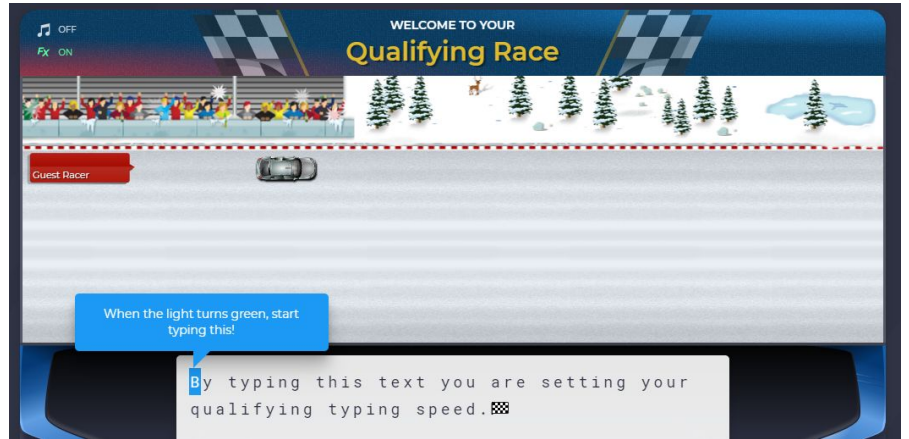 OFF
Fx ON
WELCOME TO YOUR
Qualifying Race
Guest Racer
When the light turns green, start
typing this!
By typing this text you are setting your
qualifying typing speed.